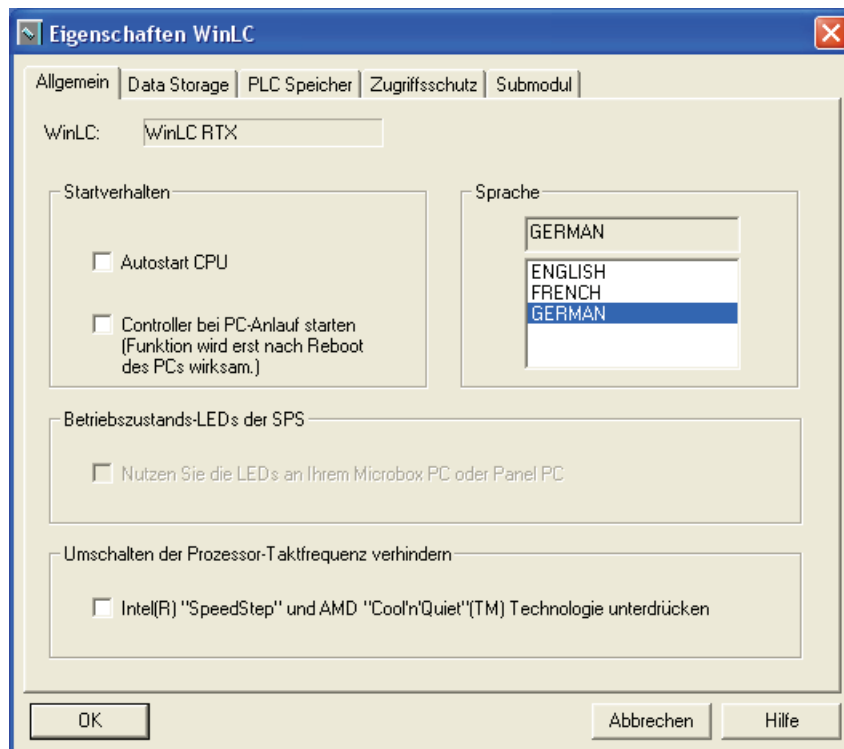 Eigenschaften WinLC
Allgemein
Data Storage
PLC Speicher
Zugriffsschutz
Submodul
WinLC:
WinLC RTX
Startverhalten
Autostart CPU
Controller bei PC-Anlauf starten
(Funktion wird erst nach Reboot
des PCs wirksam.)
Sprache
GERMAN
ENGLISH
FRENCH
GERMAN
Betriebszustands-LEDs der SPS
Nutzen Sie die LEDs an Ihrem Microbox PC oder Panel PC
Umschalten der Prozessor-Taktfrequenz verhindern
Intel(R) "SpeedStep" und AMD "Cool'n'Quiet"(TM) Technologie unterdrücken
OK
Abbrechen
Hilfe